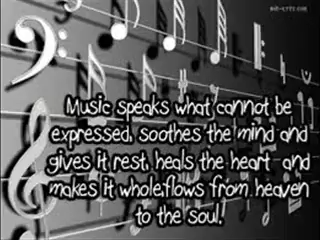 Music speaks what cannot be
expressed, soothes the mind and
gives it rest, heals the heart and
makes it whole,flows from heaven
to the soul!